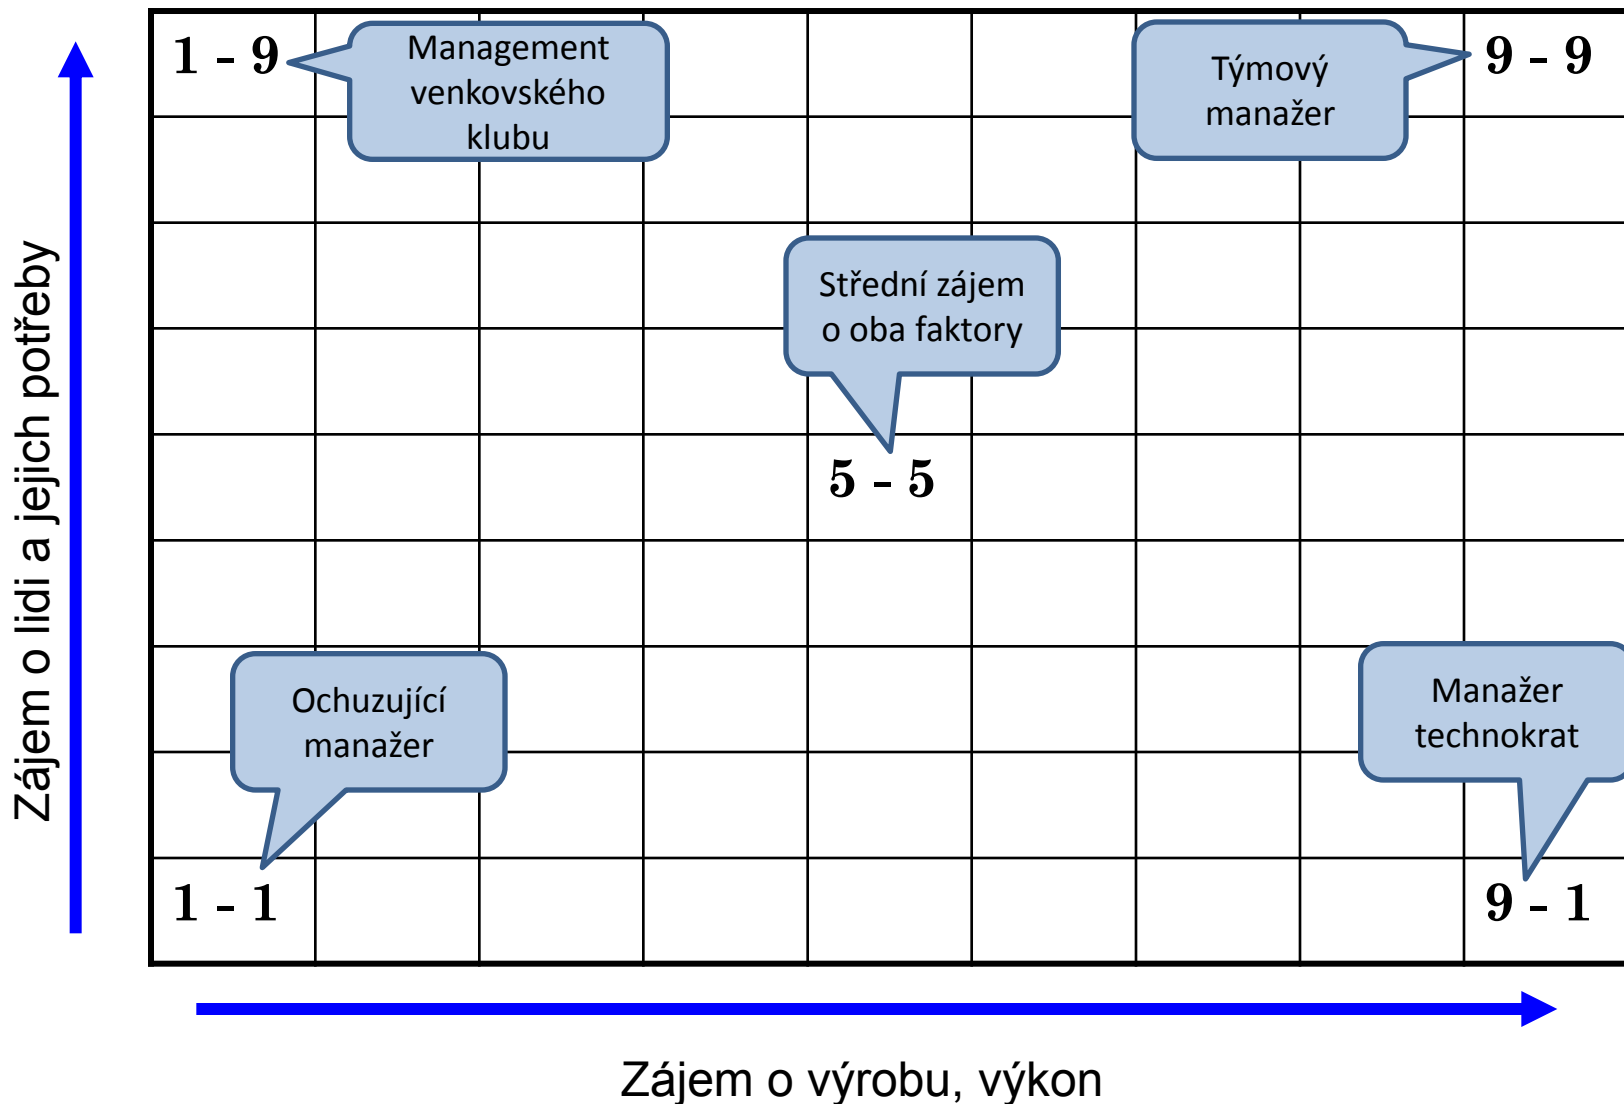 1 - 9
Management
venkovského
klubu
Týmový
manažer
9 - 9
Střední zájem
o oba faktory
5 - 5
Ochuzující
manažer
Manažer
technokrat
1 - 1
9 - 1
Zájem o lidi a jejich potřeby
Zájem o výrobu, výkon